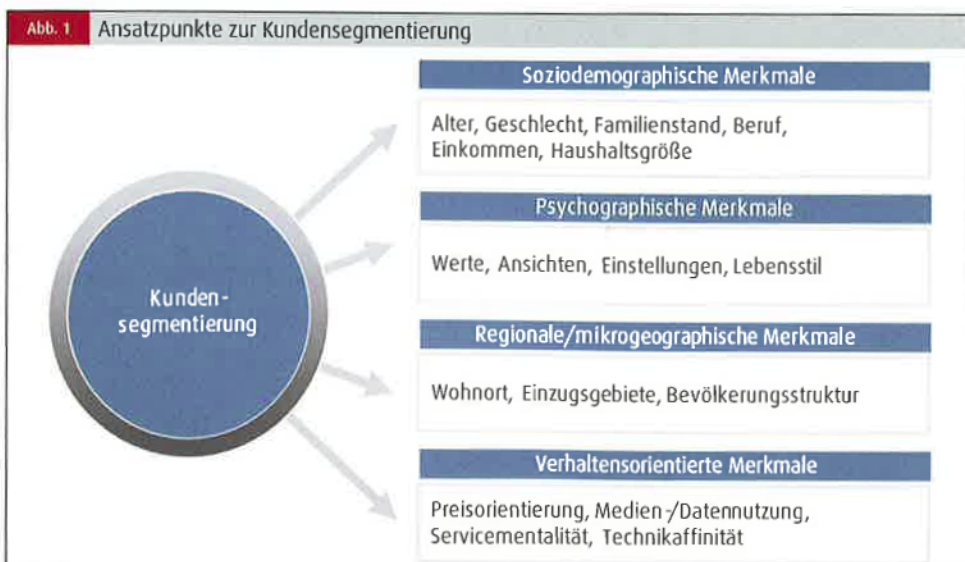 Abb. 1 Ansatzpunkte zur Kundensegmentierung
Kunden-
segmentierung
Soziodemographische Merkmale
Alter, Geschlecht, Familienstand, Beruf,
Einkommen, Haushaltsgröße
Psychographische Merkmale
Werte, Ansichten, Einstellungen, Lebensstil
Regionale/mikrogeographische Merkmale
Wohnort, Einzugsgebiete, Bevölkerungsstruktur
Verhaltensorientierte Merkmale
Preisorientierung, Medien-/Datennutzung,
Servicementalität, Technikaffinität